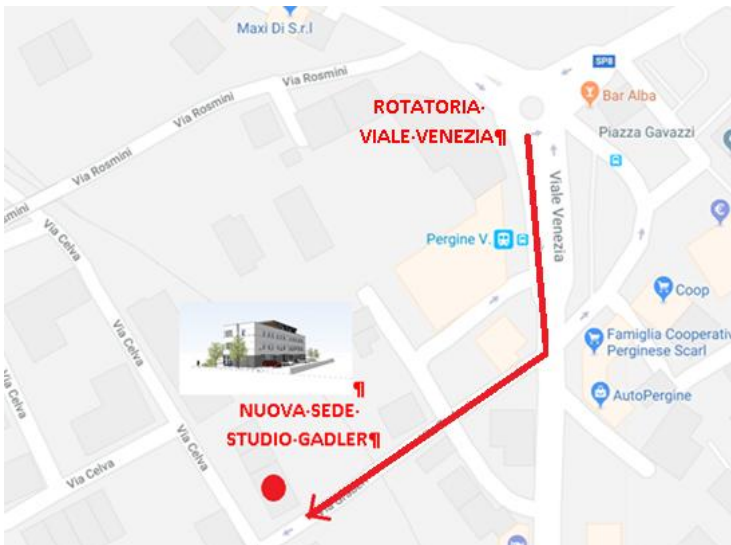 Maxi Di S.r.l
SP8
Via Rosmini
ROTATORIA·
VIALE·VENEZIA¶
Bar Alba
Piazza Gavazzi
Via Rosmini
Via Rosmini
Viale Venezia
Via Celva
Pergine V.
Coop
Via Celva
Famiglia Cooperativ
Perginese Scarl
¶
NUOVA·SEDE·
STUDIO·GADLER¶
AutoPergine
Via Celva
Via Celva
Via Celva